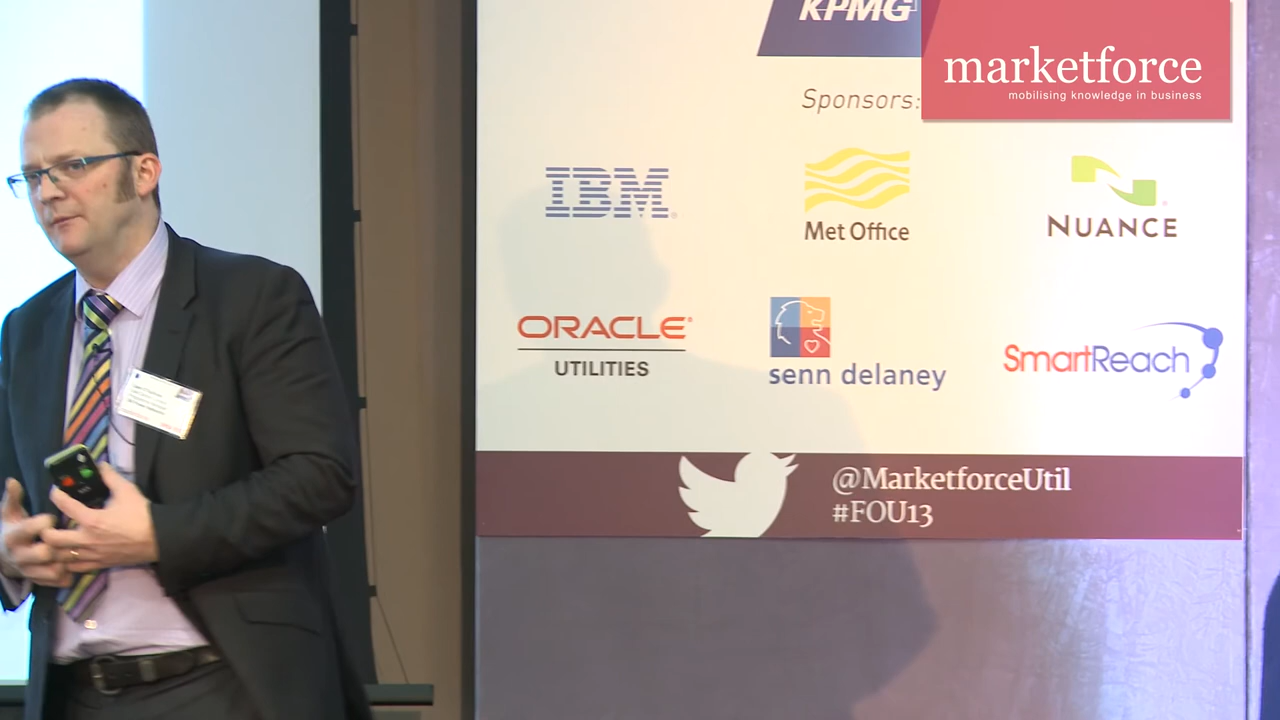 KPMG
marketforce
mobilising knowledge in business
Sponsors:
IBM
Met Office
NUANCE
ORACLE
UTILITIES
senn delaney
SmartReach
@MarketforceUtil
#FOU13